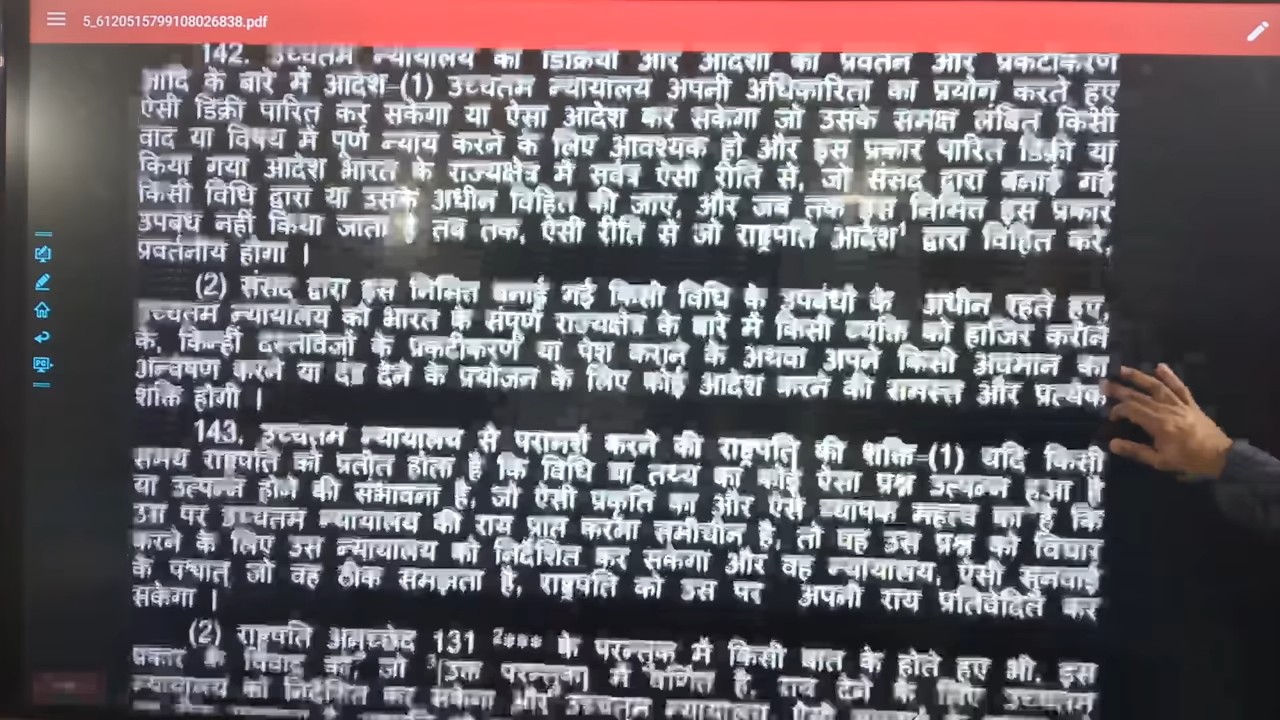 5_6120515799108026838.pdf
142. उच्चतम न्यायालय की डिक्रियों और आदेशों का प्रवर्तन और प्रकटीकरण
आदि के बारे में आदेश–(1) उच्चतम न्यायालय अपनी अधिकारिता का प्रयोग करते हुए
ऐसी डिक्री पारित कर सकेगा या ऐसा आदेश कर सकेगा जो उसके समक्ष लंबित किसी
वाद या विषय में पूर्ण न्याय करने के लिए आवश्यक हो और इस प्रकार पारित डिक्री या
किया गया आदेश भारत के राज्यक्षेत्र में सर्वत्र ऐसी रीति से, जो संसद द्वारा बनाई गई
किसी विधि द्वारा या उसके अधीन विहित की जाए, और जब तक इस निमित्त इस प्रकार
उपबंध नहीं किया जाता है तब तक, ऐसी रीति से जो राष्ट्रपति आदेश¹ द्वारा विहित करे,
प्रवर्तनीय होगा ।
(2) संसद द्वारा इस निमित्त बनाई गई किसी विधि के उपबंधों के अधीन रहते हुए,
उच्चतम न्यायालय को भारत के संपूर्ण राज्यक्षेत्र के बारे में किसी व्यक्ति को हाजिर कराने
के, किन्हीं दस्तावेजों के प्रकटीकरण या पेश कराने के अथवा अपने किसी अवमान का
अन्वेषण करने या दंड देने के प्रयोजन के लिए कोई आदेश करने की समस्त और प्रत्येक
शक्ति होगी ।
143. उच्चतम न्यायालय से परामर्श करने की राष्ट्रपति की शक्ति–(1) यदि किसी
समय राष्ट्रपति को प्रतीत होता है कि विधि या तथ्य का कोई ऐसा प्रश्न उत्पन्न हुआ है
या उत्पन्न होने की संभावना है, जो ऐसी प्रकृति का और ऐसे व्यापक महत्व का है कि
उस पर उच्चतम न्यायालय की राय प्राप्त करना समीचीन है, तो वह उस प्रश्न को विचार
करने के लिए उस न्यायालय को निर्देशित कर सकेगा और वह न्यायालय, ऐसी सुनवाई
के पश्चात् जो वह ठीक समझता है, राष्ट्रपति को उस पर अपनी राय प्रतिवेदित कर
सकेगा ।
(2) राष्ट्रपति अनुच्छेद 131 ²*** के परन्तुक में किसी बात के होते हुए भी, इस
प्रकार के विवाद को, जो ³[उक्त परन्तुक] में वर्णित है, राय देने के लिए उच्चतम
न्यायालय को निर्देशित कर सकेगा और उच्चतम न्यायालय, ऐसी